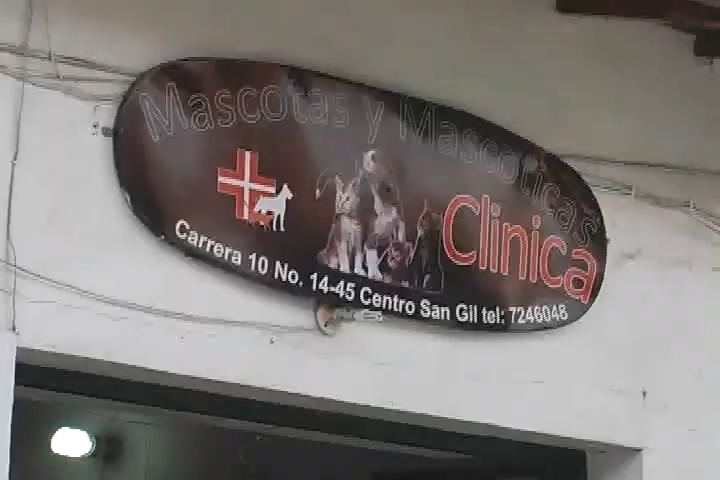 Mascotas y Mascoticas
Clinica
Carrera 10 No. 14-45 Centro San Gil tel: 7246048